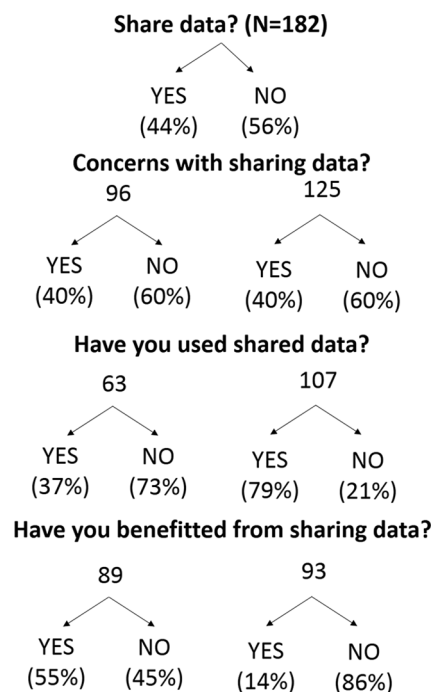 Share data? (N=182)
YES NO
(44%) (56%)
Concerns with sharing data?
96 125
YES NO YES NO
(40%) (60%) (40%) (60%)
Have you used shared data?
63 107
YES NO YES NO
(37%) (73%) (79%) (21%)
Have you benefitted from sharing data?
89 93
YES NO YES NO
(55%) (45%) (14%) (86%)